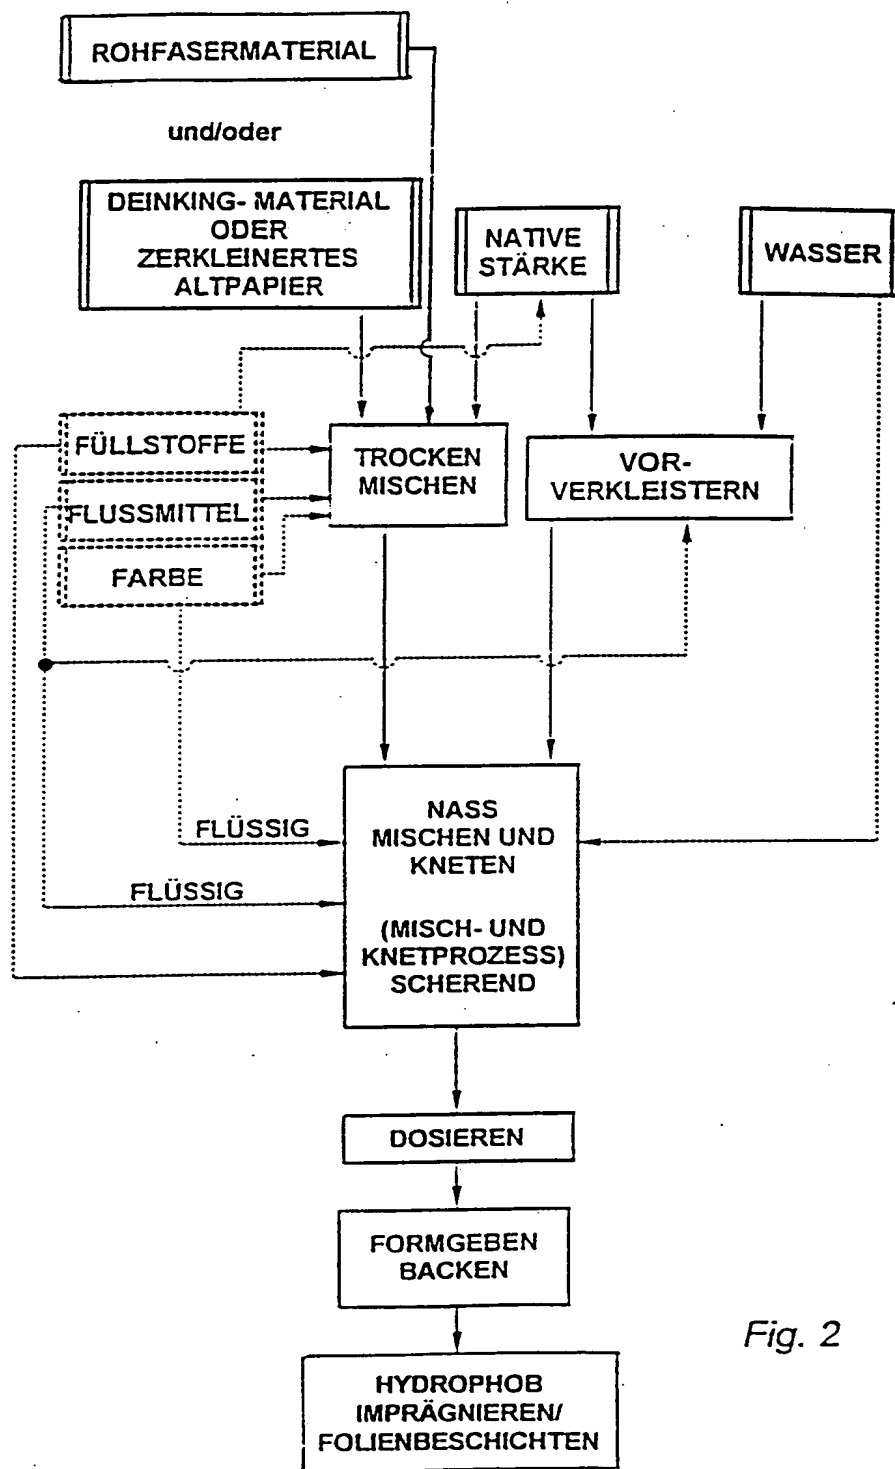 ROHFASERMATERIAL
und/oder
DEINKING- MATERIAL
ODER
ZERKLEINERTES
ALTPAPIER
NATIVE
STÄRKE
WASSER
FÜLLSTOFFE
FLUSSMITTEL
FARBE
TROCKEN
MISCHEN
VOR-
VERKLEISTERN
FLÜSSIG
FLÜSSIG
NASS
MISCHEN UND
KNETEN
(MISCH- UND
KNETPROZESS)
SCHEREND
DOSIEREN
FORMGEBEN
BACKEN
HYDROPHOB
IMPRÄGNIEREN/
FOLIENBESCHICHTEN
Fig. 2